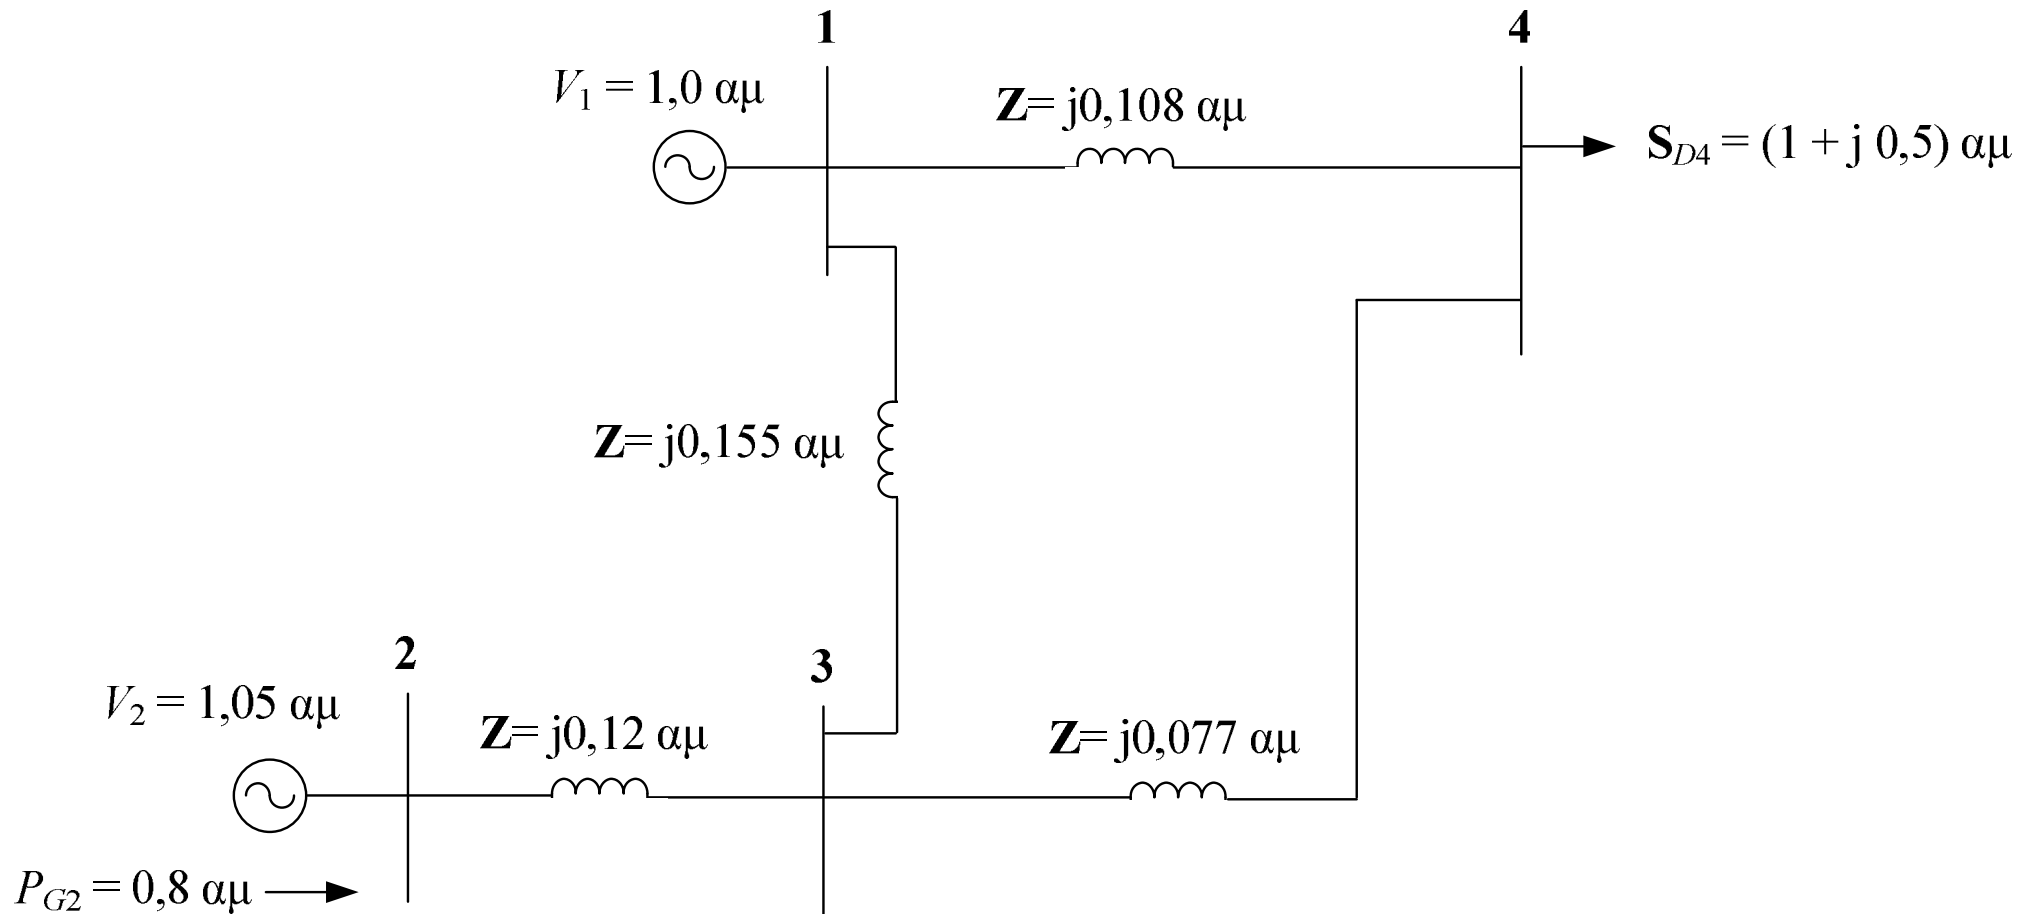 1
4
V1 = 1,0 αμ
Z= j0,108 αμ
SD4 = (1 + j 0,5) αμ
Z= j0,155 αμ
2
3
V2 = 1,05 αμ
Z= j0,12 αμ
Z= j0,077 αμ
PG2 = 0,8 αμ